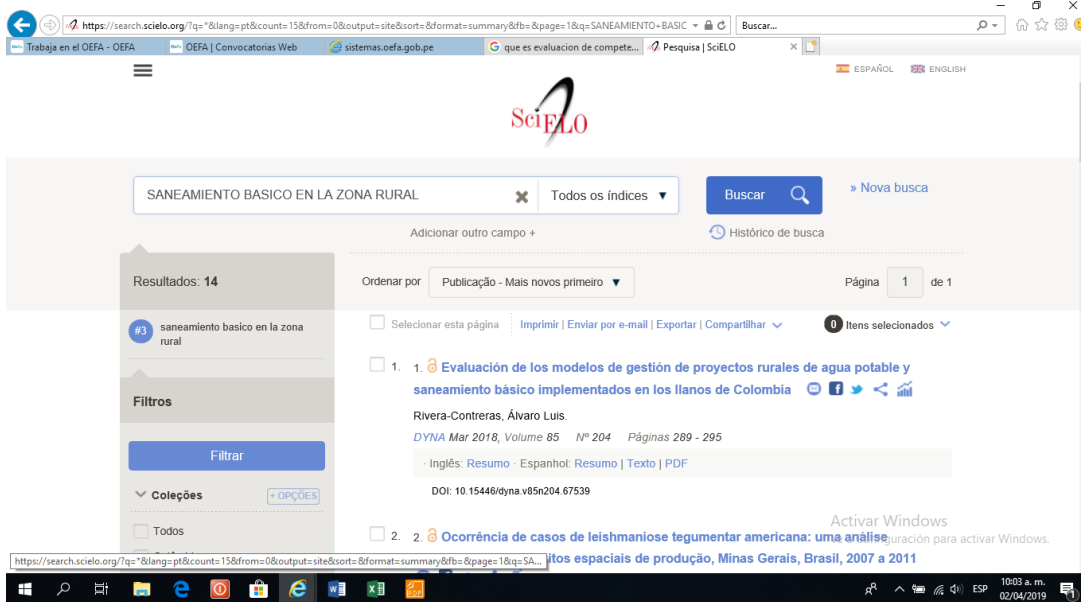 https://search.scielo.org/?q=*&lang=pt&count=15&from=0&output=site&sort=&format=summary&fb=&page=1&q=SANEAMIENTO+BASIC
Buscar...
Trabaja en el OEFA - OEFA
OEFA | Convocatorias Web
sistemas.oefa.gob.pe
que es evaluacion de compete...
Pesquisa | SciELO
ESPAÑOL
ENGLISH
SciELO
SANEAMIENTO BASICO EN LA ZONA RURAL
Todos os índices
Buscar
» Nova busca
Adicionar outro campo +
Histórico de busca
Resultados: 14
Ordenar por
Publicação - Mais novos primeiro
Página 1 de 1
#3
saneamiento basico en la zona
rural
Selecionar esta página
Imprimir | Enviar por e-mail | Exportar | Compartilhar
0 Itens selecionados
1. 1. Evaluación de los modelos de gestión de proyectos rurales de agua potable y
saneamiento básico implementados en los llanos de Colombia
Rivera-Contreras, Álvaro Luis.
DYNA Mar 2018, Volume 85 Nº 204 Páginas 289 - 295
· Inglês: Resumo · Espanhol: Resumo | Texto | PDF
DOI: 10.15446/dyna.v85n204.67539
Filtros
Filtrar
Coleções
+ OPÇÕES
Todos
2. 2. Ocorrência de casos de leishmaniose tegumentar americana: uma análise
itos espaciais de produção, Minas Gerais, Brasil, 2007 a 2011
Activar Windows
para activar Windows.
https://search.scielo.org/?q=*&lang=pt&count=15&from=0&output=site&sort=&format=summary&fb=&page=1&q=SA...
ESP
10:03 a. m.
02/04/2019